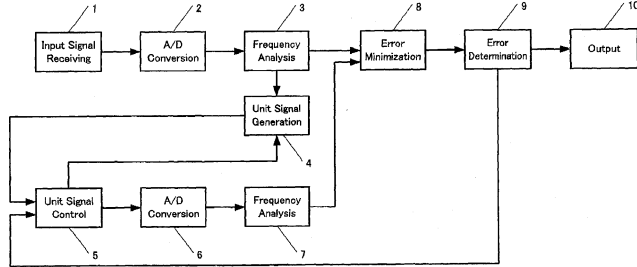 1
2
3
8
9
10
Input Signal
Receiving
A/D
Conversion
Frequency
Analysis
Error
Minimization
Error
Determination
Output
Unit Signal
Generation
4
Unit Signal
Control
A/D
Conversion
Frequency
Analysis
5
6
7